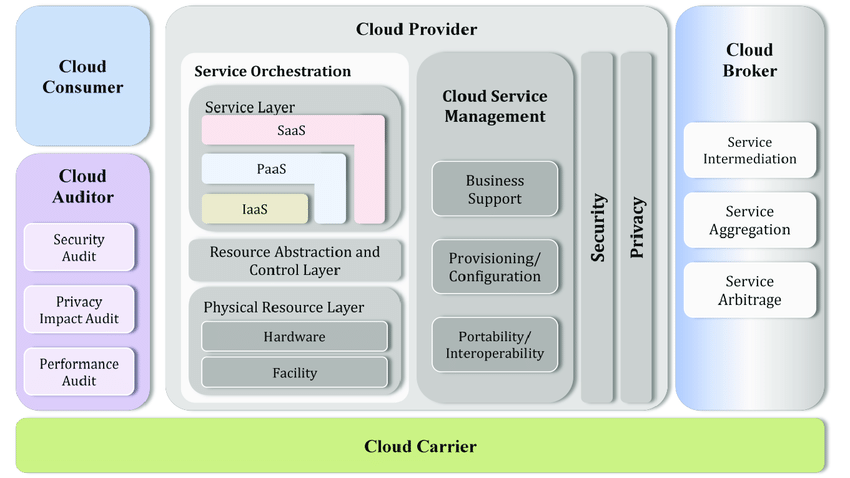 Cloud
Consumer
Cloud
Auditor
Security
Audit
Privacy
Impact Audit
Performance
Audit
Cloud Provider
Service Orchestration
Service Layer
SaaS
PaaS
IaaS
Resource Abstraction and
Control Layer
Physical Resource Layer
Hardware
Facility
Cloud Service
Management
Business
Support
Provisioning/
Configuration
Portability/
Interoperability
Security
Privacy
Cloud
Broker
Service
Intermediation
Service
Aggregation
Service
Arbitrage
Cloud Carrier